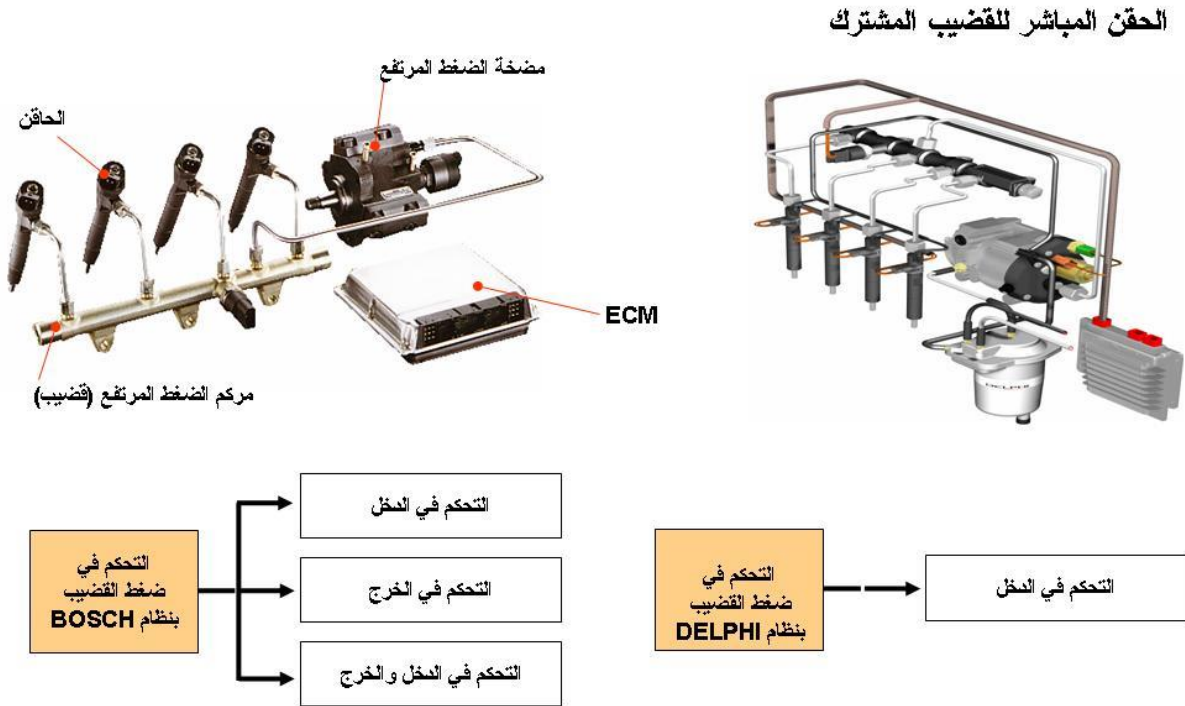 الحقن المباشر للقضيب المشترك
مضخة الضغط المرتفع
الحاقن
ECM
مركم الضغط المرتفع (قضيب)
DELPHI
التحكم في
ضغط القضيب
بنظام BOSCH
التحكم في الدخل
التحكم في الخرج
التحكم في الدخل والخرج
التحكم في
ضغط القضيب
بنظام DELPHI
التحكم في الدخل